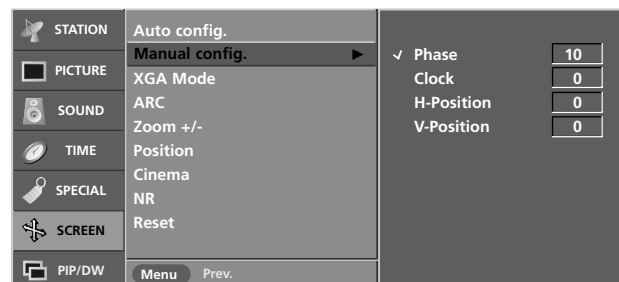 STATION
PICTURE
SOUND
TIME
SPECIAL
SCREEN
PIP/DW
Auto config.
Manual config. ►
XGA Mode
ARC
Zoom +/-
Position
Cinema
NR
Reset
Menu Prev.
✓ Phase 10
Clock 0
H-Position 0
V-Position 0